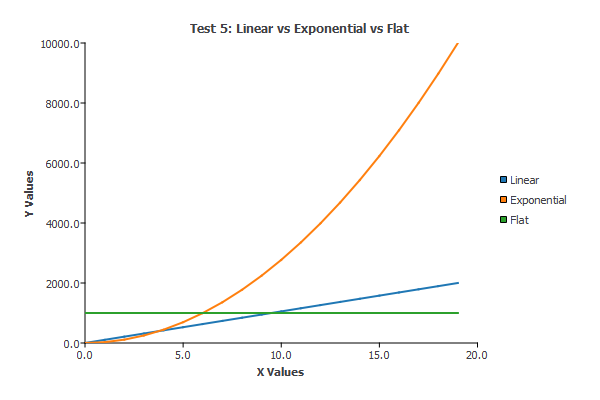 Test 5: Linear vs Exponential vs Flat
10000.0
8000.0
6000.0
4000.0
2000.0
0.0
Y Values
0.0 5.0 10.0 15.0 20.0
X Values
Linear
Exponential
Flat